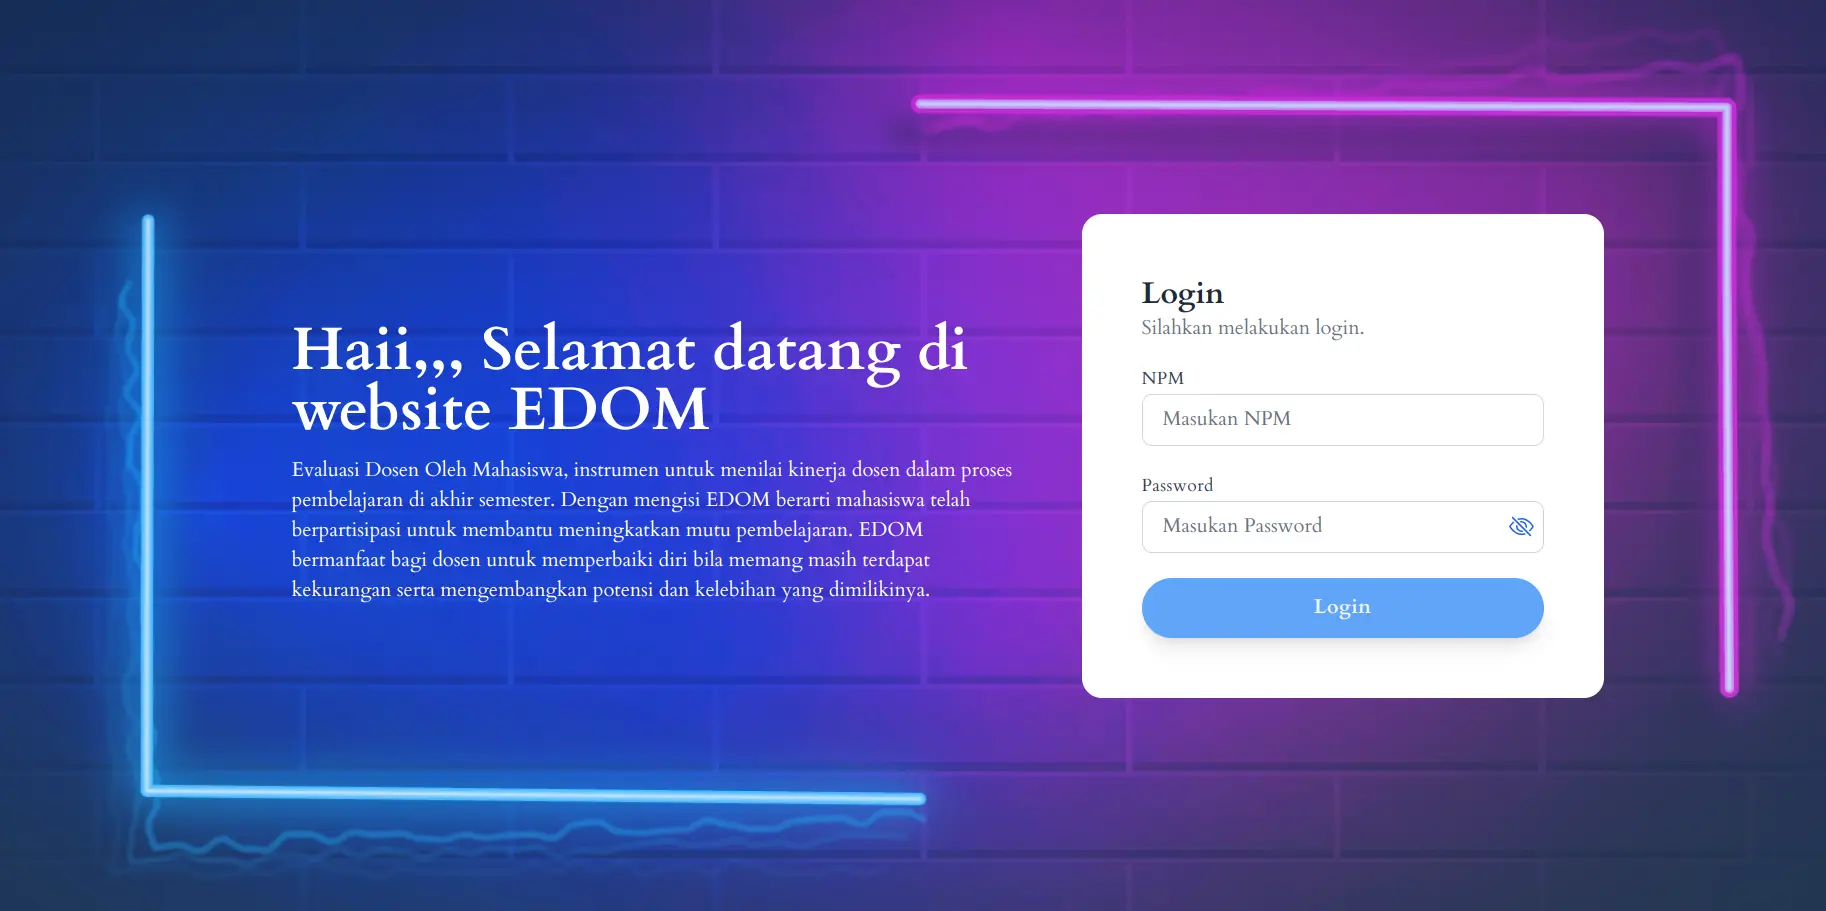 Haii,,, Selamat datang di
website EDOM
Evaluasi Dosen Oleh Mahasiswa, instrumen untuk menilai kinerja dosen dalam proses
pembelajaran di akhir semester. Dengan mengisi EDOM berarti mahasiswa telah
berpartisipasi untuk membantu meningkatkan mutu pembelajaran. EDOM
bermanfaat bagi dosen untuk memperbaiki diri bila memang masih terdapat
kekurangan serta mengembangkan potensi dan kelebihan yang dimilikinya.
Login
Silahkan melakukan login.
NPM
Masukan NPM
Password
Masukan Password
Login